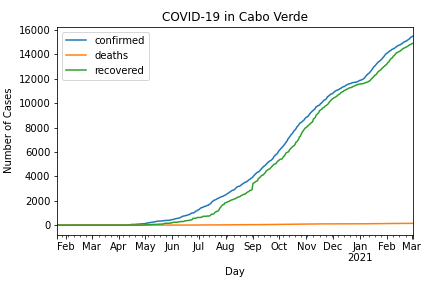 COVID-19 in Cabo Verde
confirmed
deaths
recovered
Number of Cases
16000
14000
12000
10000
8000
6000
4000
2000
0
Feb Mar Apr May Jun Jul Aug Sep Oct Nov Dec Jan Feb Mar
2021
Day